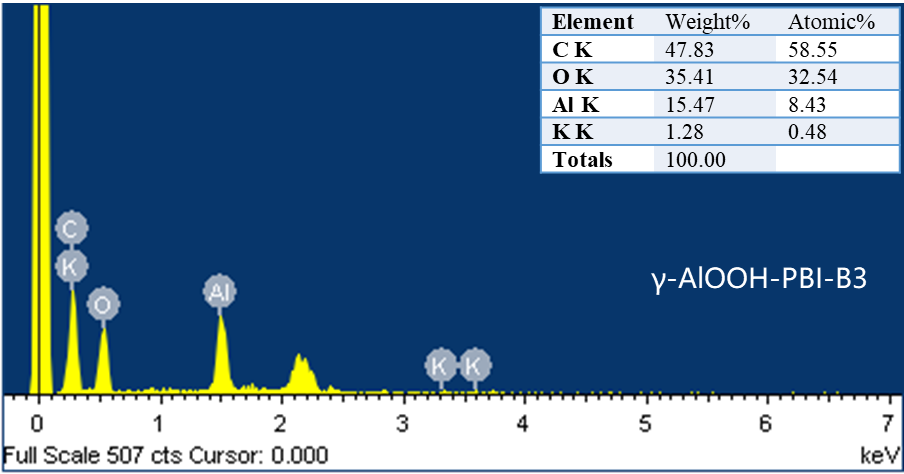 Element Weight% Atomic%
C K 47.83 58.55
O K 35.41 32.54
Al K 15.47 8.43
K K 1.28 0.48
Totals 100.00
C
K
O
Al
K K
γ-AlOOH-PBI-B3
0 1 2 3 4 5 6 7
Full Scale 507 cts Cursor: 0.000 keV